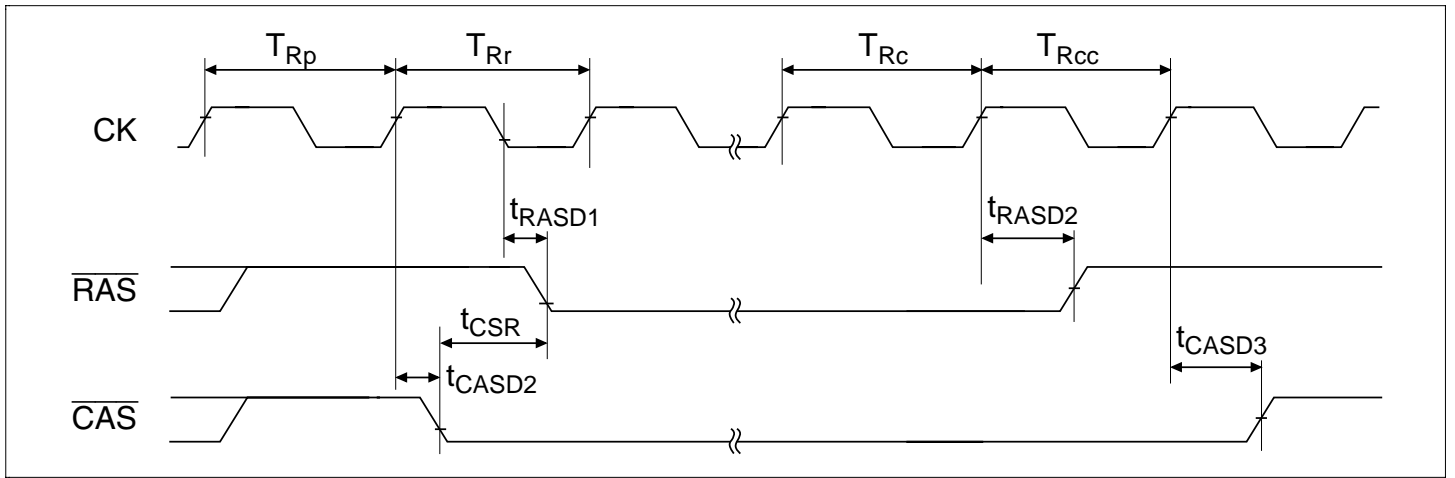 TRp TRr TRc TRcc
CK
tRASD1 tRASD2
RAS
tCSR
tCASD3
tCASD2
CAS